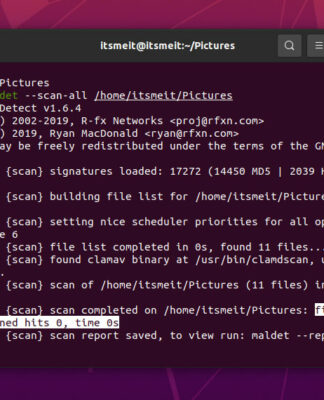 itsmeit@itsmeit:~/Pictures
Pictures
det --scan-all /home/itsmeit/Pictures
Detect v1.6.4
) 2002-2019, R-fx Networks <proj@rfxn.com>
) 2019, Ryan MacDonald <ryan@rfxn.com>
ay be freely redistributed under the terms of the GN
{scan} signatures loaded: 17272 (14450 MD5 | 2039 H
{scan} building file list for /home/itsmeit/Picture
{scan} setting nice scheduler priorities for all op
e 6
{scan} file list completed in 0s, found 11 files...
{scan} found clamav binary at /usr/bin/clamdscan, u
.
{scan} scan of /home/itsmeit/Pictures (11 files) in
{scan} scan completed on /home/itsmeit/Pictures: fi
ned hits 0, time 0s
{scan} scan report saved, to view run: maldet --rep